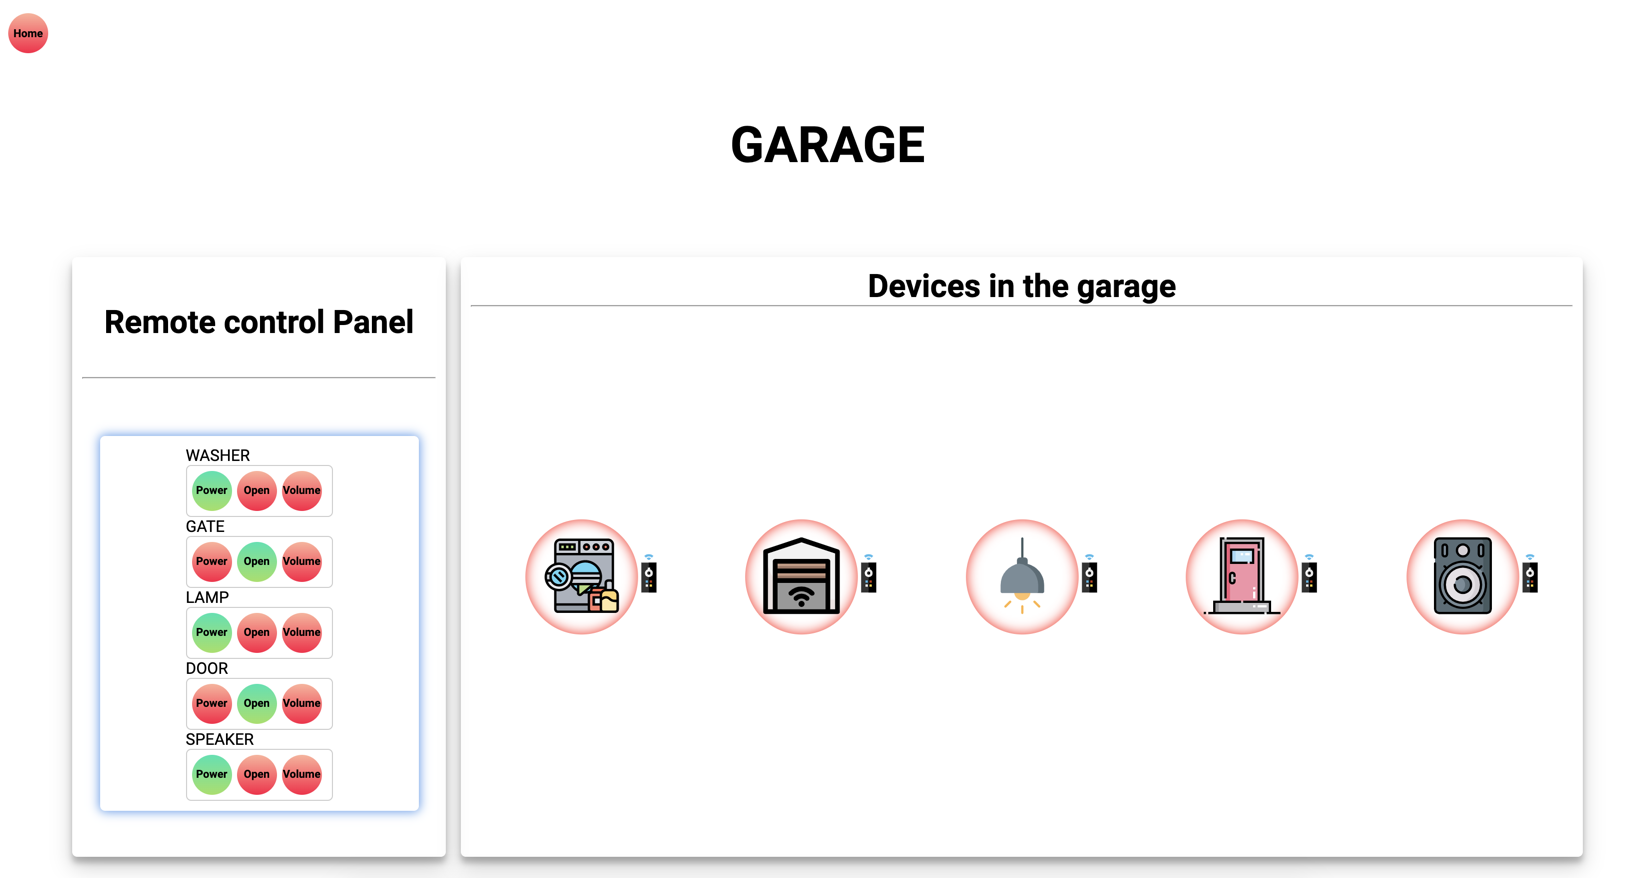 Home
GARAGE
Remote control Panel
WASHER
Power Open Volume
GATE
Power Open Volume
LAMP
Power Open Volume
DOOR
Power Open Volume
SPEAKER
Power Open Volume
Devices in the garage